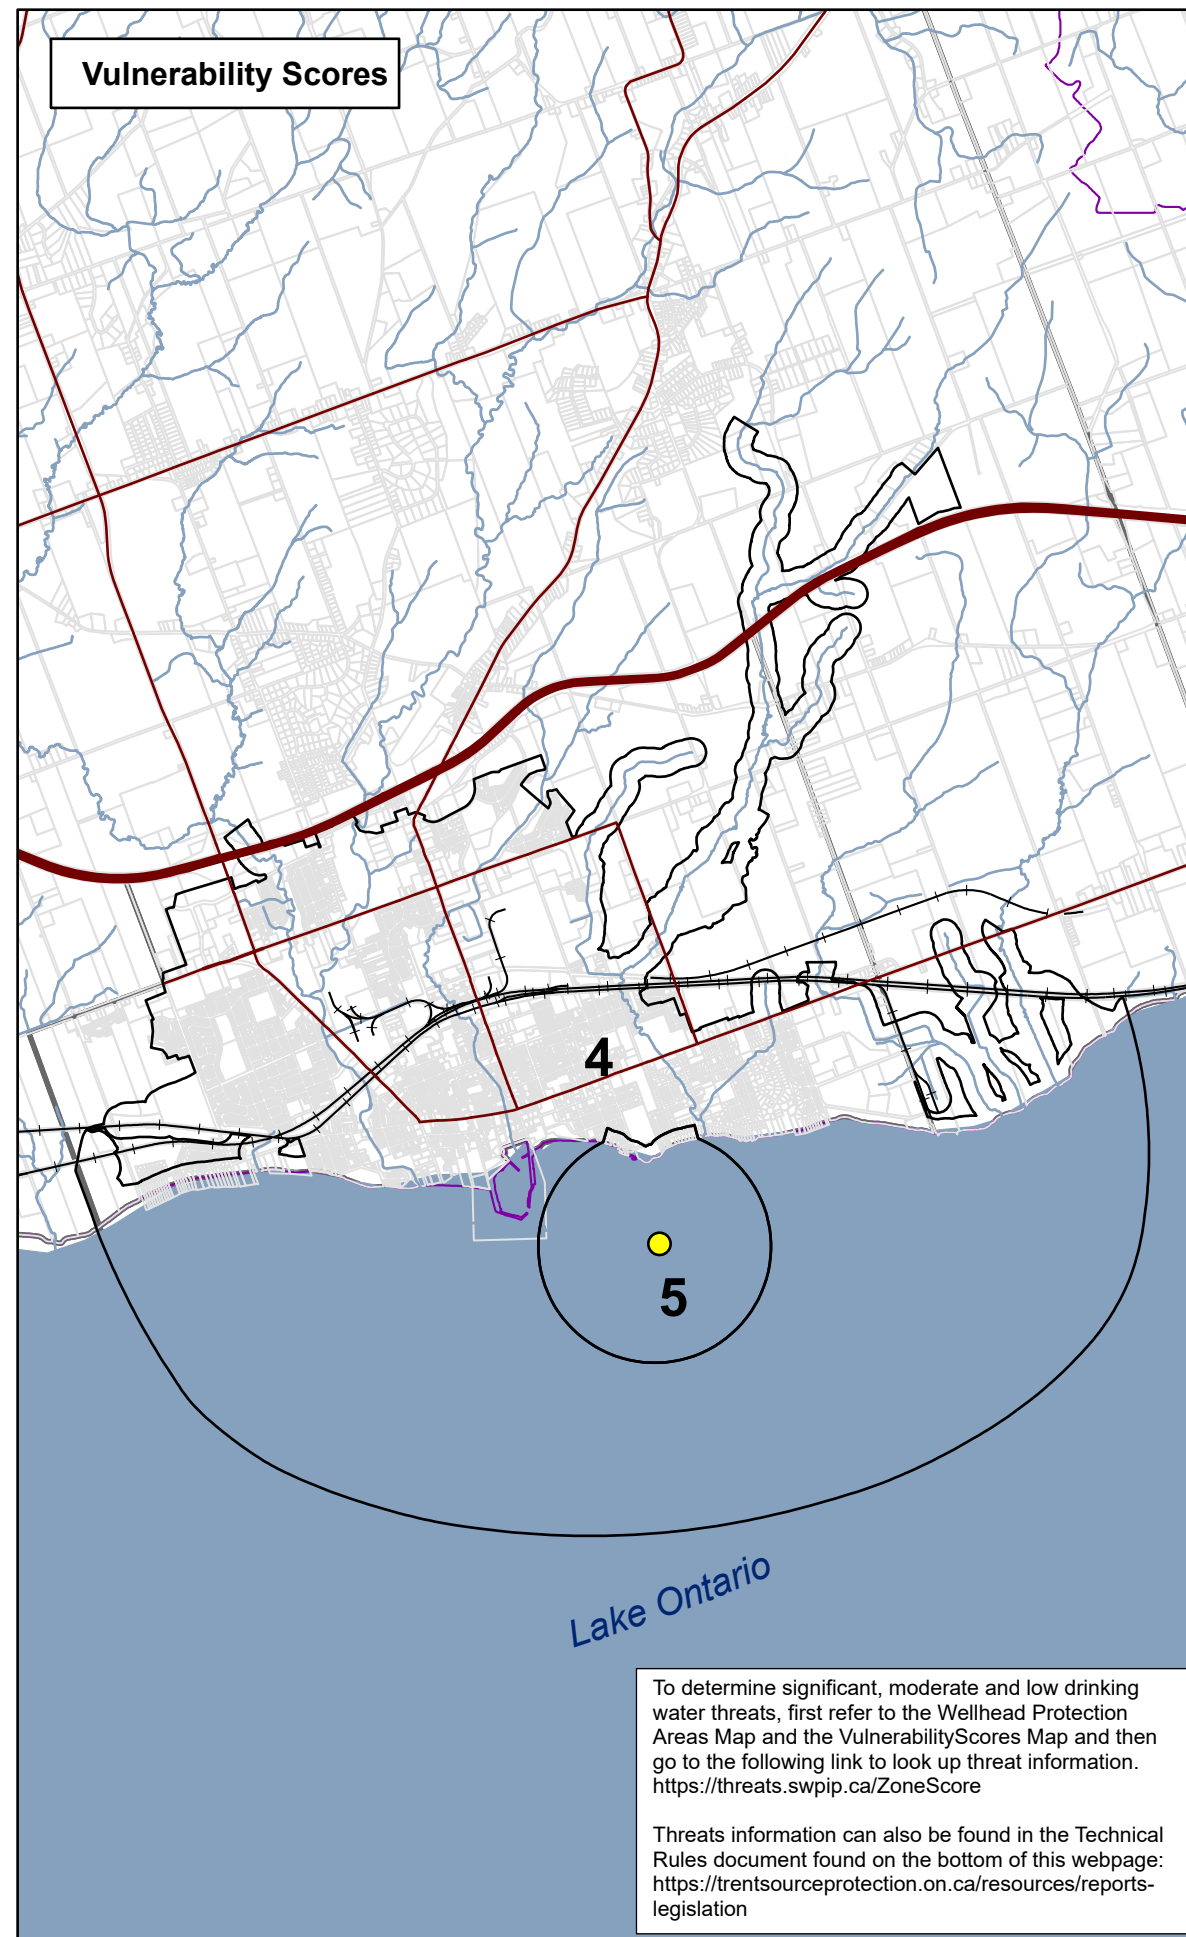 Vulnerability Scores
4
5
Lake Ontario
To determine significant, moderate and low drinking
water threats, first refer to the Wellhead Protection
Areas Map and the VulnerabilityScores Map and then
go to the following link to look up threat information.
https://threats.swpip.ca/ZoneScore
Threats information can also be found in the Technical
Rules document found on the bottom of this webpage:
https://trentsourceprotection.on.ca/resources/reports-
legislation